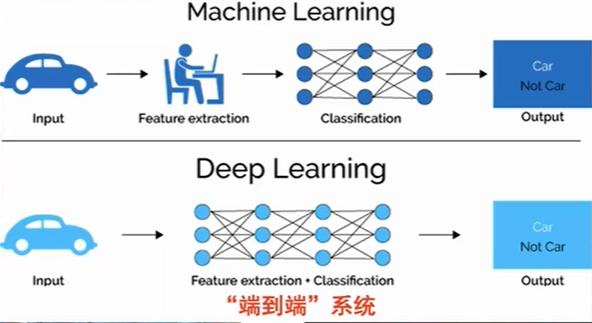 Machine Learning
Car
Not Car
Input
Feature extraction
Classification
Output
Deep Learning
Car
Not Car
Input
Feature extraction + Classification
Output
“端到端”系统